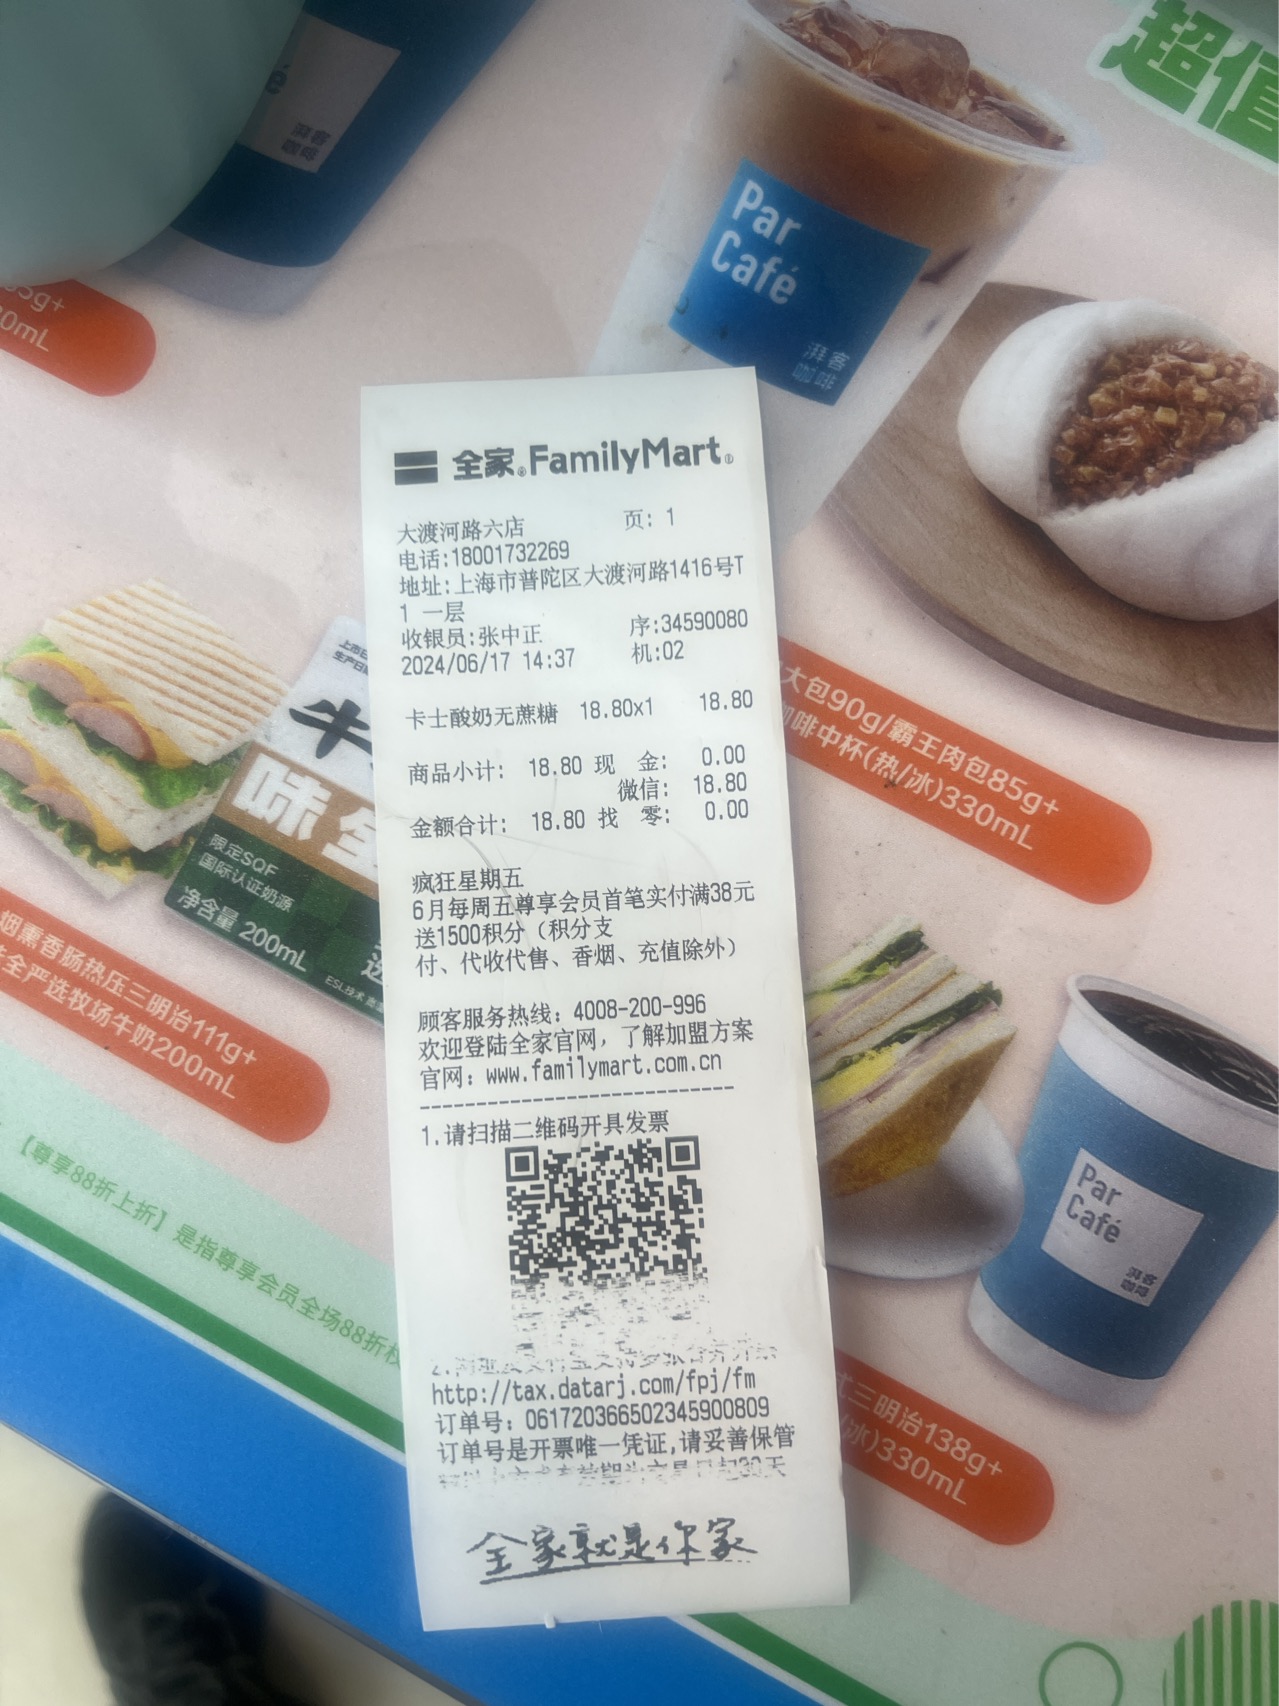 超值
Par
Café
湃客
咖啡
湃客
咖啡
全家 FamilyMart
大渡河路六店 页: 1
电话:18001732269
地址:上海市普陀区大渡河路1416号T
1 一层
收银员:张中正 序:34590080
2024/06/17 14:37 机:02
卡士酸奶无蔗糖 18.80x1 18.80
商品小计: 18.80 现 金: 0.00
微信: 18.80
金额合计: 18.80 找 零: 0.00
疯狂星期五
6月每周五尊享会员首笔实付满38元
送1500积分（积分支
付、代收代售、香烟、充值除外）
顾客服务热线: 4008-200-996
欢迎登陆全家官网, 了解加盟方案
官网: www.familymart.com.cn
1.请扫描二维码开具发票
http://tax.datarj.com/fpj/fm
订单号: 0617203665023459​00809
订单号是开票唯一凭证,请妥善保管
全家就是你家
大包90g/霸王肉包85g+
咖啡中杯(热/冰)330mL
限定SQF
国际认证奶源
净含量 200mL
烟熏香肠热压三明治111g+
全严选牧场牛奶200mL
【尊享88折上折】是指尊享会员全场88折
Par
Café
湃客
咖啡
三明治138g+
/冰)330mL